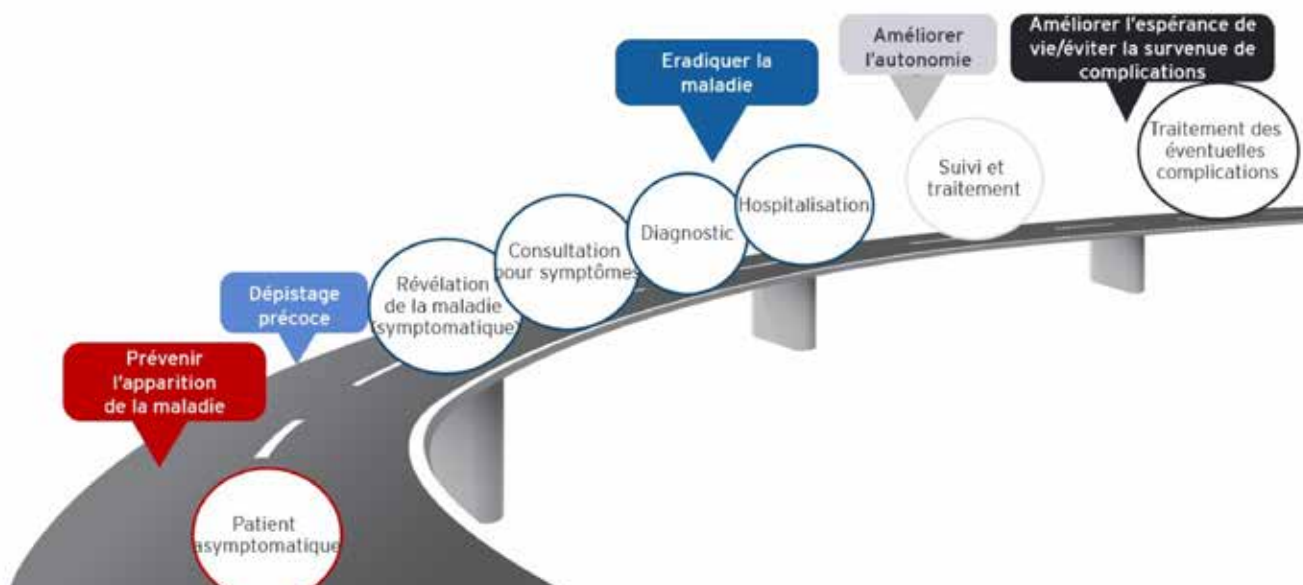 Prévenir
l'apparition
de la maladie
Patient
asymptomatique
Dépistage
précoce
Révélation
de la maladie
(symptomatique)
Consultation
pour symptômes
Diagnostic
Eradiquer la
maladie
Hospitalisation
Améliorer
l'autonomie
Suivi et
traitement
Améliorer l'espérance de
vie/éviter la survenue de
complications
Traitement des
éventuelles
complications